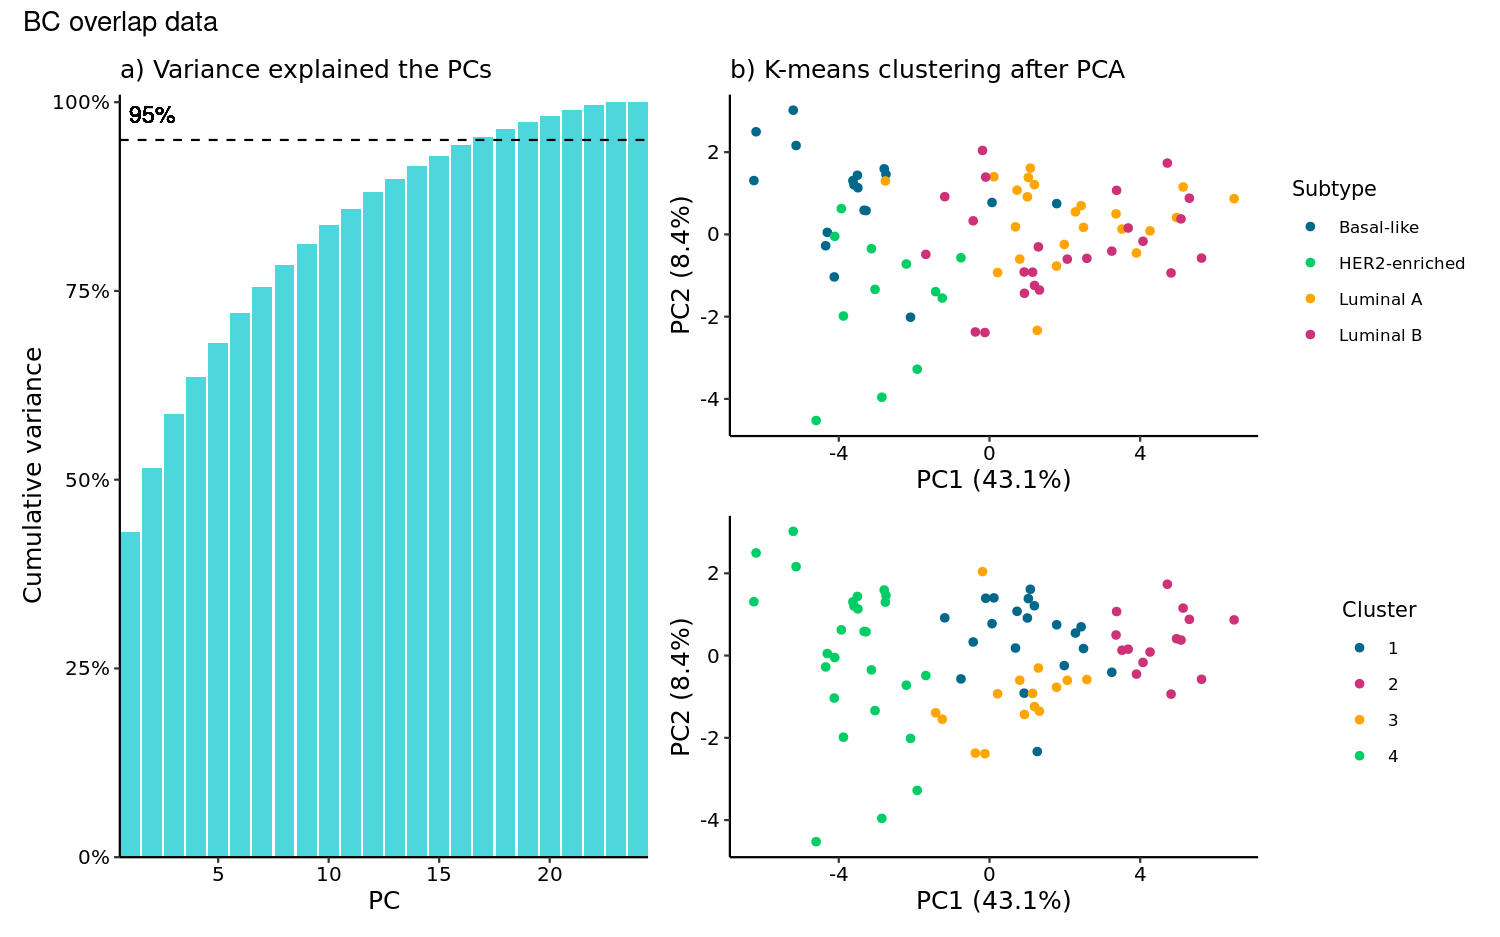 BC overlap data
a) Variance explained the PCs
100%
75%
50%
25%
0%
95%
Cumulative variance
5
10
15
20
PC
b) K-means clustering after PCA
2
0
-2
-4
PC2 (8.4%)
-4
0
4
PC1 (43.1%)
Subtype
Basal-like
HER2-enriched
Luminal A
Luminal B
2
0
-2
-4
PC2 (8.4%)
-4
0
4
PC1 (43.1%)
Cluster
1
2
3
4